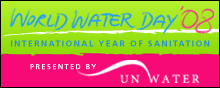 WORLD WATER DAY '08
INTERNATIONAL YEAR OF SANITATION
PRESENTED BY UN WATER